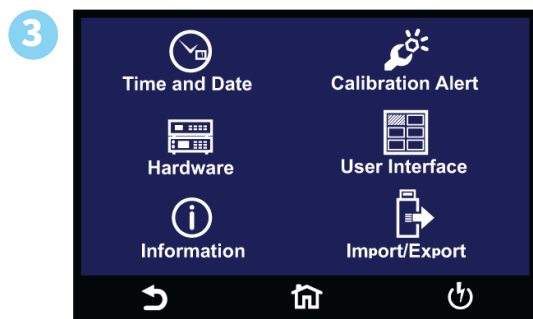 3
Time and Date
Calibration Alert
Hardware
User Interface
Information
Import/Export